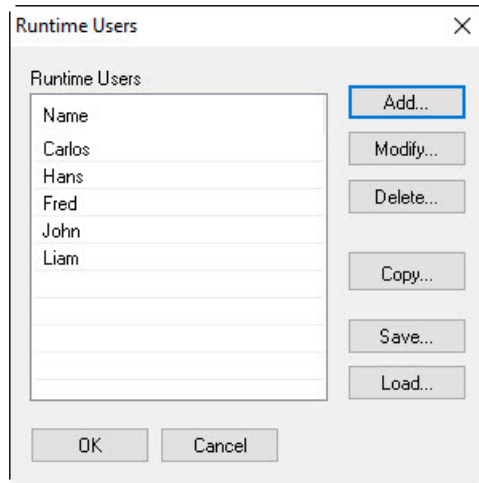 Runtime Users
Runtime Users
Name
Carlos
Hans
Fred
John
Liam
Add...
Modify...
Delete...
Copy...
Save...
Load...
OK
Cancel